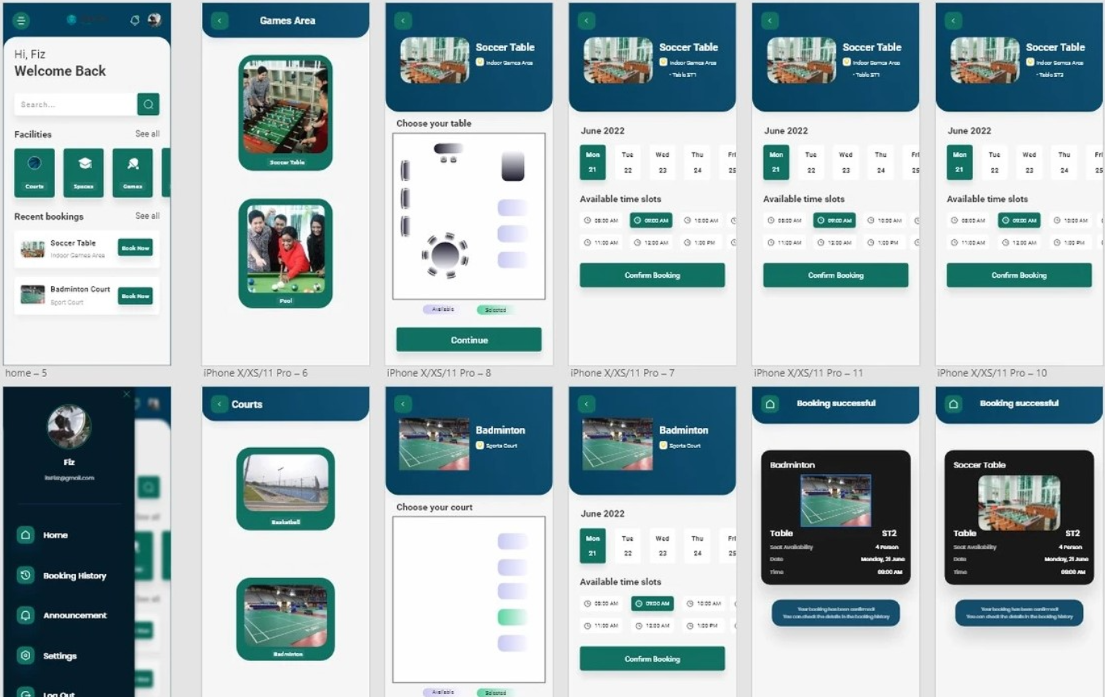 Hi, Fiz
Welcome Back
Search...
Facilities See all
Courts Spaces Games
Recent bookings See all
Soccer Table
Indoor Games Area
Book Now
Badminton Court
Sport Court
Book Now
home – 5
Games Area
Soccer Table
Pool
iPhone X/XS/11 Pro – 6
Soccer Table
Indoor Games Area
Choose your table
Available Selected
Continue
iPhone X/XS/11 Pro – 8
Soccer Table
Indoor Games Area
- Table ST1
June 2022
Mon Tue Wed Thu Fri
21 22 23 24 25
Available time slots
08:00 AM 09:00 AM 10:00 AM
11:00 AM 12:00 AM 1:00 PM
Confirm Booking
iPhone X/XS/11 Pro – 7
Soccer Table
Indoor Games Area
- Table ST1
June 2022
Mon Tue Wed Thu
21 22 23 24
Available time slots
08:00 AM 09:00 AM 10:00 AM
11:00 AM 12:00 AM 1:00 PM
Confirm Booking
iPhone X/XS/11 Pro – 11
Soccer Table
Indoor Games Area
- Table ST2
June 2022
Mon Tue Wed Thu Fri
21 22 23 24 25
Available time slots
08:00 AM 09:00 AM 10:00 AM
11:00 AM 12:00 AM 1:00 PM
Confirm Booking
iPhone X/XS/11 Pro – 10
Fiz
Home
Booking History
Announcement
Settings
Log Out
Courts
Basketball
Badminton
Badminton
Sports Court
Choose your court
Available Selected
Badminton
Sports Court
June 2022
Mon Tue Wed Thu Fri
21 22 23 24 25
Available time slots
08:00 AM 09:00 AM 10:00 AM
11:00 AM 12:00 AM 1:00 PM
Confirm Booking
Booking successful
Badminton
Table ST2
Seat Availability 4 Person
Date Monday, 21 June
Time 09:00 AM
Your booking has been confirmed!
You can check the details in the booking history
Booking successful
Soccer Table
Table ST2
Seat Availability 4 Person
Date Monday, 21 June
Time 09:00 AM
Your booking has been confirmed!
You can check the details in the booking history